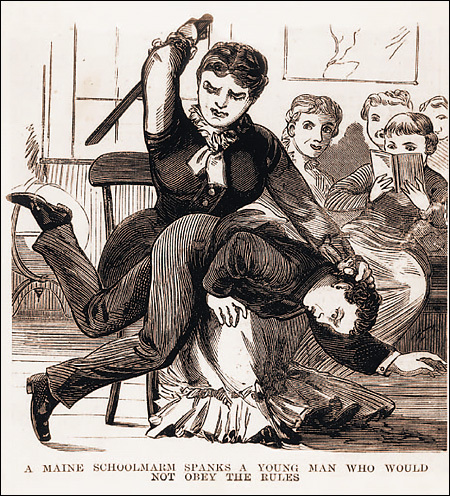 A MAINE SCHOOLMARM SPANKS A YOUNG MAN WHO WOULD
NOT OBEY THE RULES